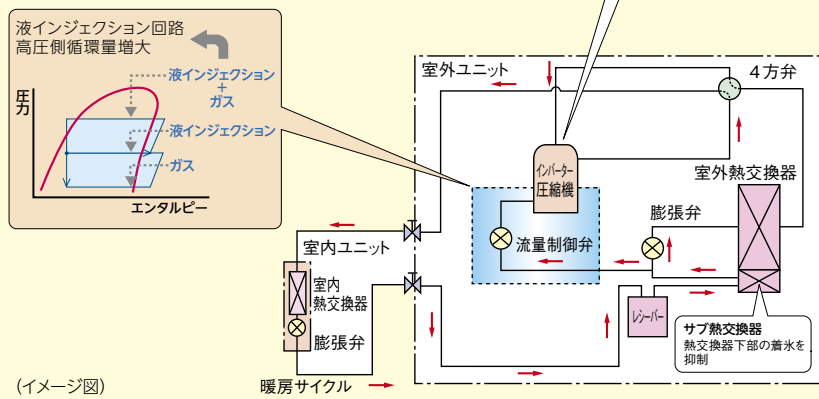 液インジェクション回路
高圧側循環量増大
液インジェクション
+
ガス
圧力
液インジェクション
ガス
エンタルピー
室外ユニット
4方弁
インバーター
圧縮機
室外熱交換器
膨張弁
流量制御弁
室内ユニット
室内
熱交換器
膨張弁
レシーバー
サブ熱交換器
熱交換器下部の着氷を
抑制
(イメージ図)
暖房サイクル